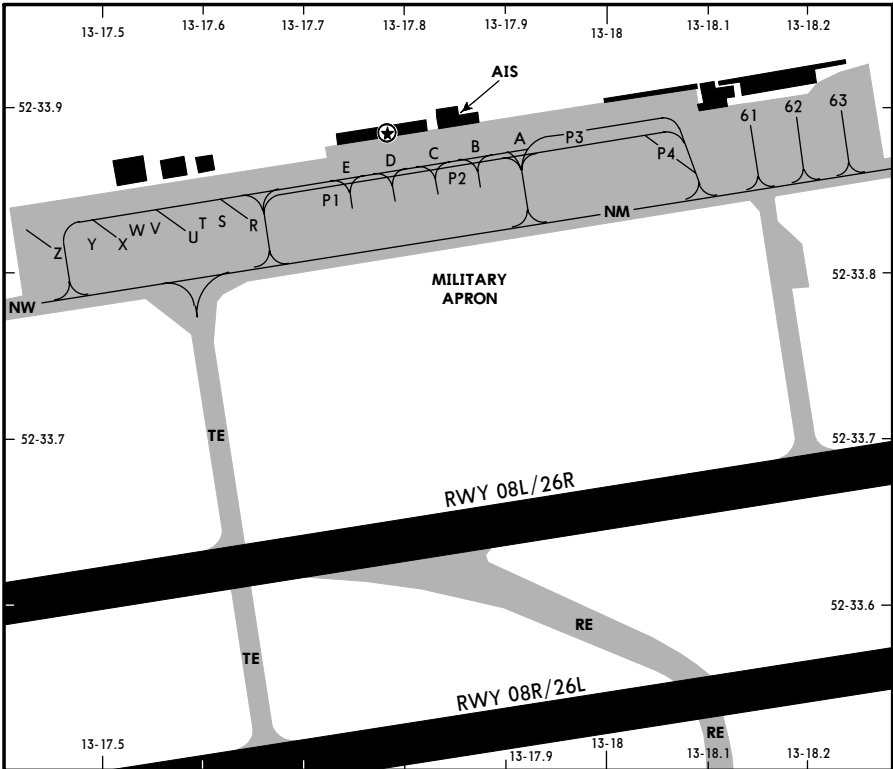 13-17.5 13-17.6 13-17.7 13-17.8 13-17.9 13-18 13-18.1 13-18.2
AIS
52-33.9
61 62 63
E D C B A P3
P4
P1 P2
Z Y X W V U T S R
NM
NW
MILITARY
APRON
52-33.8
TE
52-33.7
52-33.7
RWY 08L/26R
52-33.6
RE
TE
RWY 08R/26L
RE
13-17.5 13-17.9 13-18 13-18.1 13-18.2